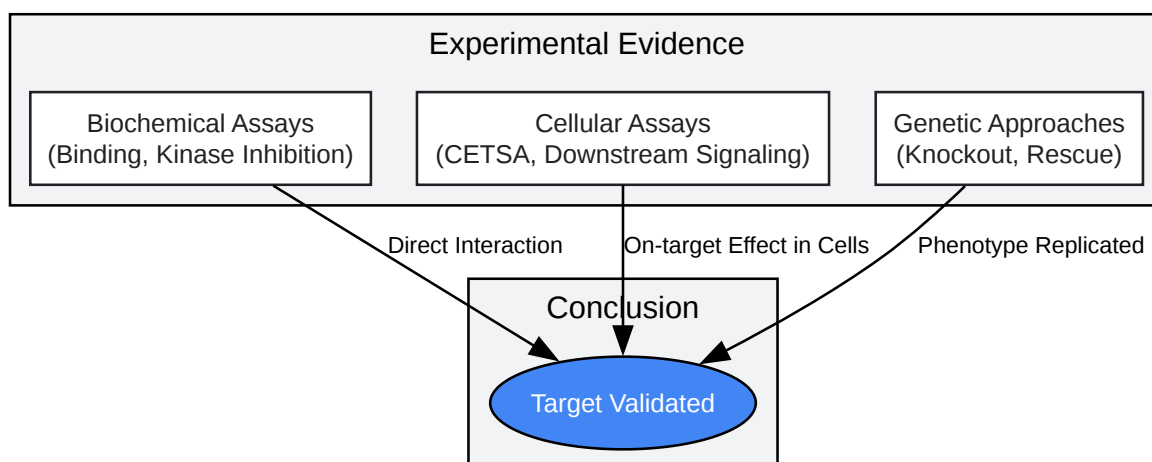 Experimental Evidence
Biochemical Assays
(Binding, Kinase Inhibition)
Cellular Assays
(CETSA, Downstream Signaling)
Genetic Approaches
(Knockout, Rescue)
Direct Interaction
On-target Effect in Cells
Phenotype Replicated
Conclusion
Target Validated